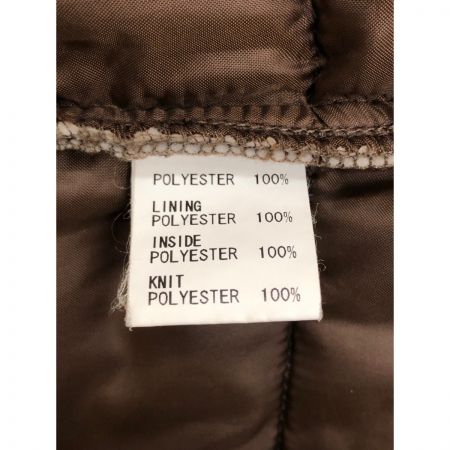 POLYESTER 100%
LINING
POLYESTER 100%
INSIDE
POLYESTER 100%
KNIT
POLYESTER 100%